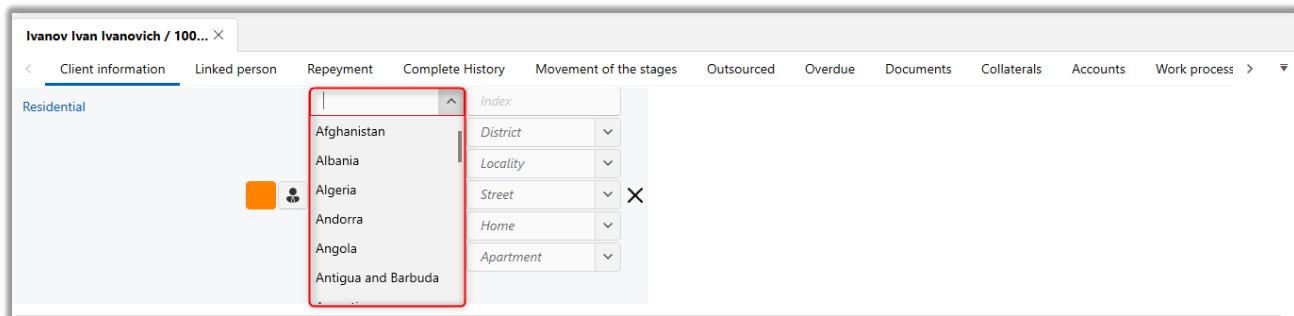 Ivanov Ivan Ivanovich / 100...
Client information Linked person Repeyment Complete History Movement of the stages Outsourced Overdue Documents Collaterals Accounts Work process
Residential
Index
Afghanistan District
Albania Locality
Algeria Street
Andorra Home
Angola Apartment
Antigua and Barbuda